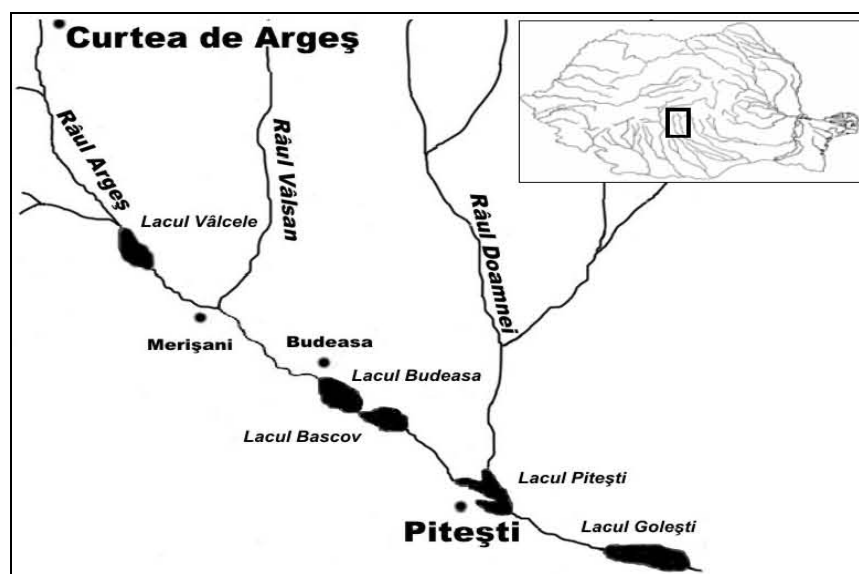 Curtea de Argeş
Râul Argeş
Râul Vâlsan
Lacul Vâlcele
Râul Doamnei
Merişani
Budeasa
Lacul Budeasa
Lacul Bascov
Lacul Piteşti
Piteşti
Lacul Goleşti